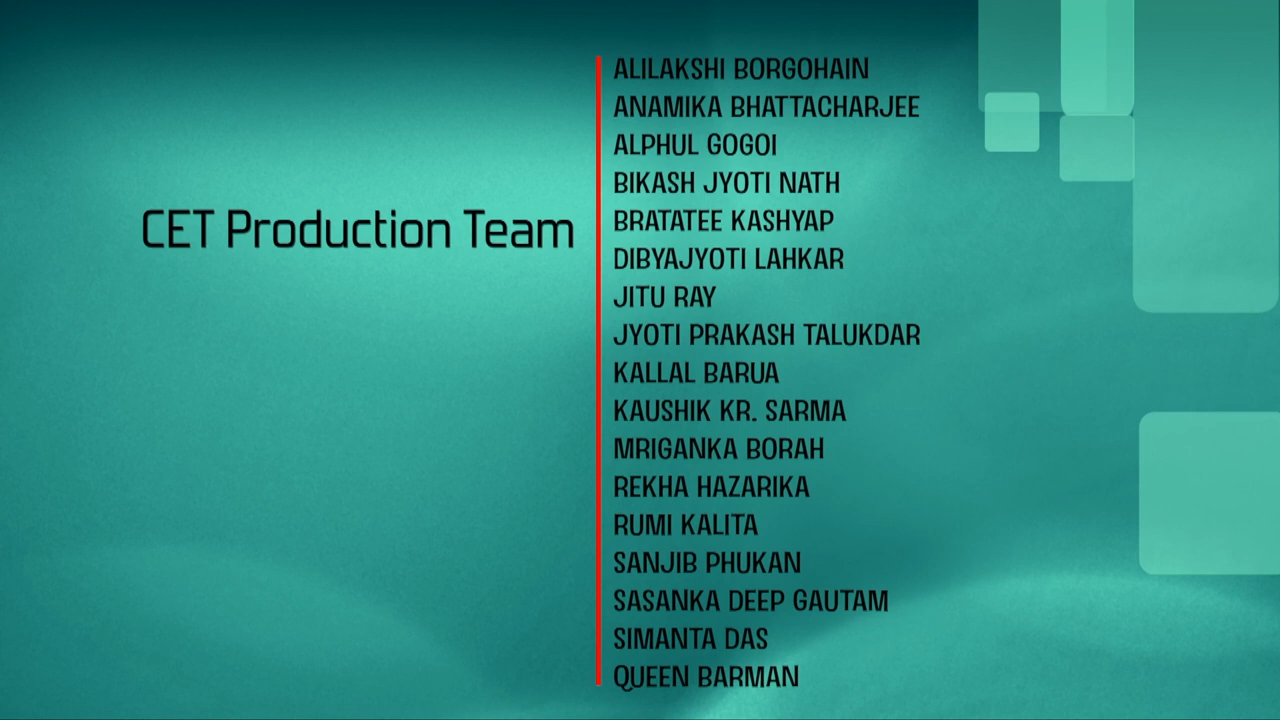 CET Production Team
ALILAKSHI BORGOHAIN
ANAMIKA BHATTACHARJEE
ALPHUL GOGOI
BIKASH JYOTI NATH
BRATATEE KASHYAP
DIBYAJYOTI LAHKAR
JITU RAY
JYOTI PRAKASH TALUKDAR
KALLAL BARUA
KAUSHIK KR. SARMA
MRIGANKA BORAH
REKHA HAZARIKA
RUMI KALITA
SANJIB PHUKAN
SASANKA DEEP GAUTAM
SIMANTA DAS
QUEEN BARMAN